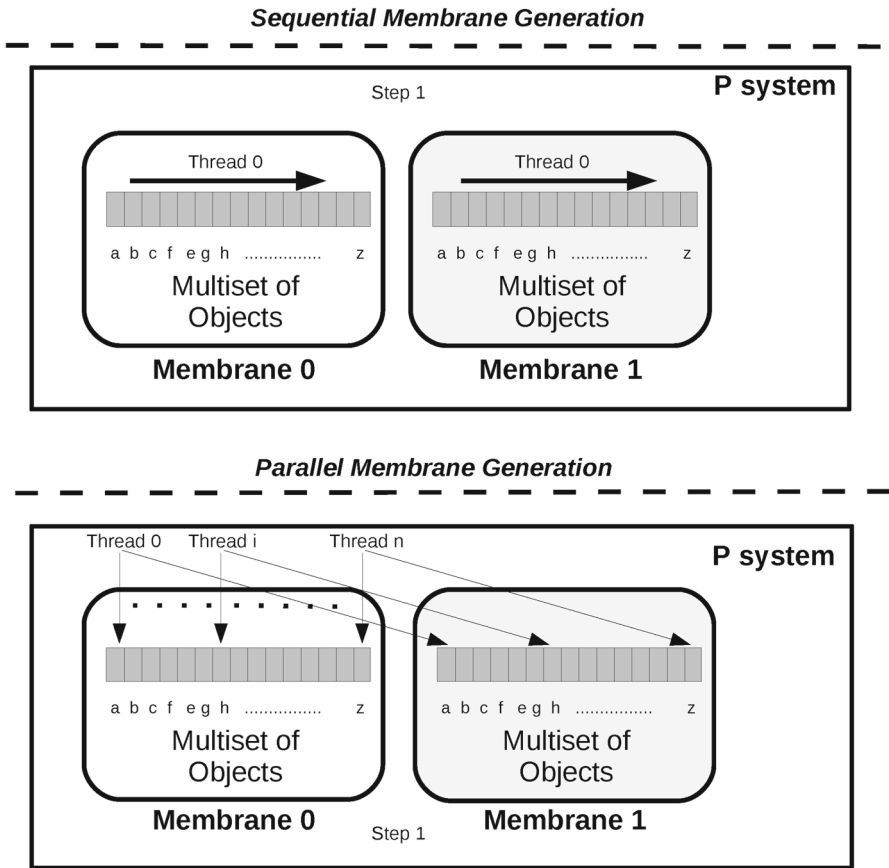 Sequential Membrane Generation
P system
Step 1
Thread 0
Thread 0
a b c f e g h ................ z
a b c f e g h ................ z
Multiset of
Objects
Multiset of
Objects
Membrane 0
Membrane 1
Parallel Membrane Generation
Thread 0
Thread i
Thread n
P system
a b c f e g h ................ z
a b c f e g h ................ z
Multiset of
Objects
Multiset of
Objects
Membrane 0
Membrane 1
Step 1